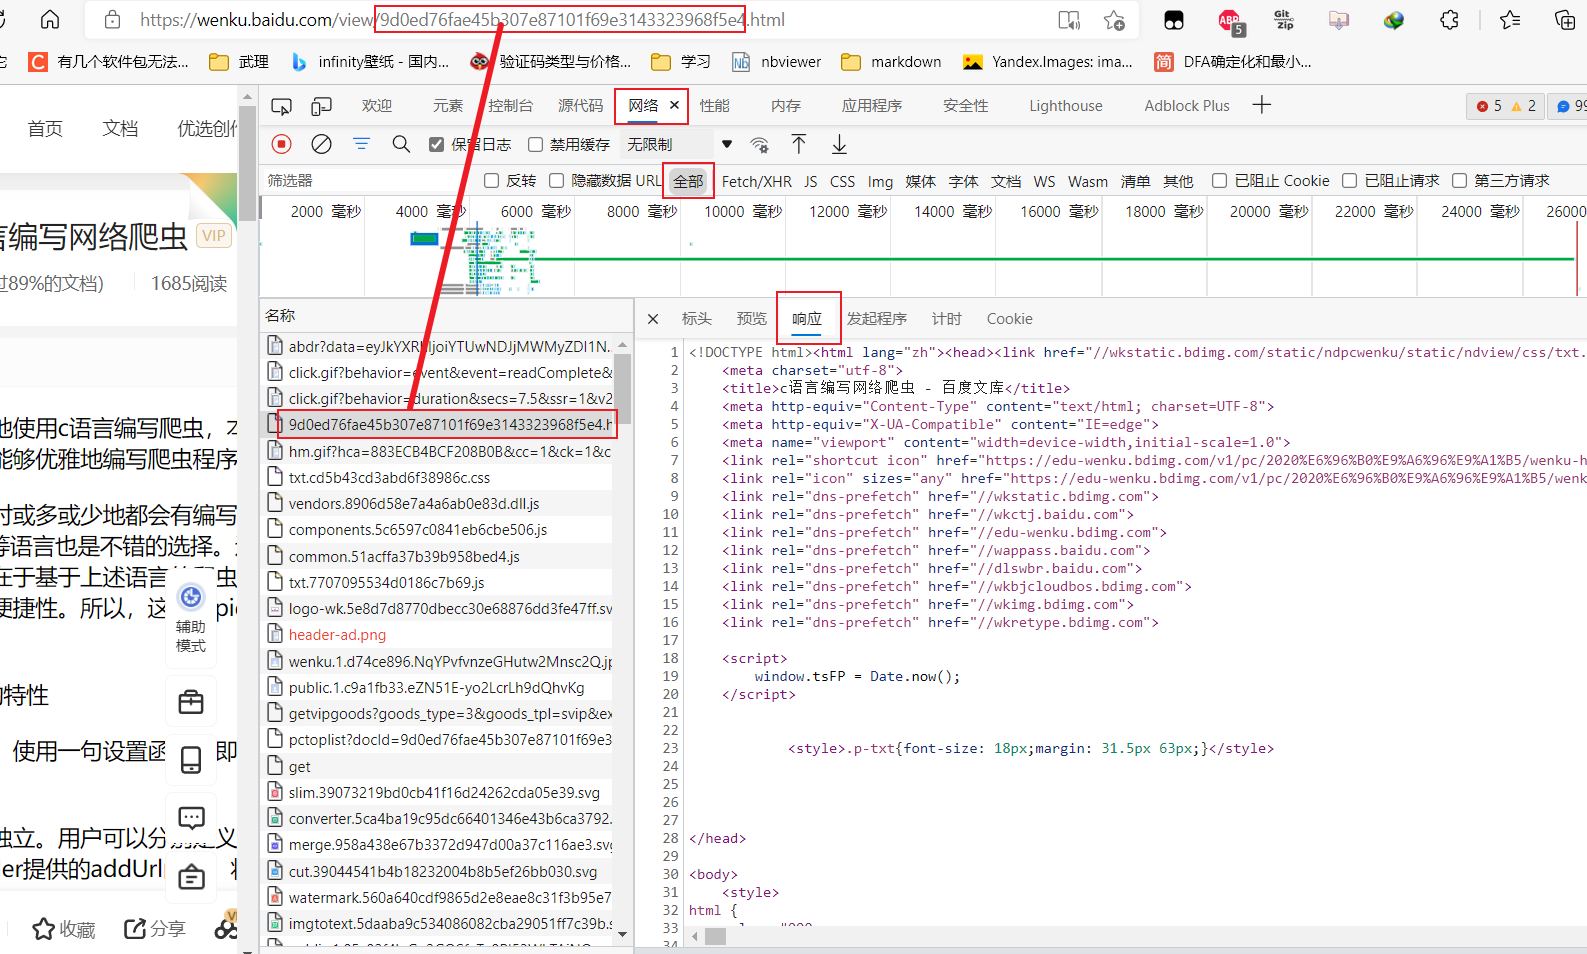 https://wenku.baidu.com/view/9d0ed76fae45b307e87101f69e3143323968f5e4.html
有几个软件包无法...
武理
infinity壁纸 - 国内...
验证码类型与价格...
学习
nbviewer
markdown
Yandex.Images: ima...
DFA确定化和最小...
首页
文档
优选创作
欢迎
元素
控制台
源代码
网络
性能
内存
应用程序
安全性
Lighthouse
Adblock Plus
5
2
99
保留日志
禁用缓存
无限制
筛选器
反转
隐藏数据 URL
全部
Fetch/XHR
JS
CSS
Img
媒体
字体
文档
WS
Wasm
清单
其他
已阻止 Cookie
已阻止请求
第三方请求
2000 毫秒
4000 毫秒
6000 毫秒
8000 毫秒
10000 毫秒
12000 毫秒
14000 毫秒
16000 毫秒
18000 毫秒
20000 毫秒
22000 毫秒
24000 毫秒
26000
言编写网络爬虫
VIP
过89%的文档)
1685阅读
他使用c语言编写爬虫，
能够优雅地编写爬虫程序
时或多或少地都会有编写
等语言也是不错的选择。
在于基于上述语言的爬虫
便捷性。所以，这
辅助
模式
的特性
使用一句设置函
即
独立。用户可以分别定义
der提供的addUrl
收藏
分享
名称
abdr?data=eyJkYXRhIjoiYTUwNDJjMWMyZDI1N...
click.gif?behavior=event&event=readComplete&
click.gif?behavior=duration&secs=7.5&ssr=1&v2
9d0ed76fae45b307e87101f69e3143323968f5e4.h
hm.gif?hca=883ECB4BCF208B0B&cc=1&ck=1&c
txt.cd5b43cd3abd6f38986c.css
vendors.8906d58e7a4a6ab0e83d.dll.js
components.5c6597c0841eb6cbe506.js
common.51acffa37b39b958bed4.js
txt.7707095534d0186c7b69.js
logo-wk.5e8d7d8770dbecc30e68876dd3fe47ff.sv
header-ad.png
wenku.1.d74ce896.NqYPvfvnzeGHutw2Mnsc2Q.jp
public.1.c9a1fb33.eZN51E-yo2LcrLh9dQhvKg
getvipgoods?goods_type=3&goods_tpl=svip&ex
pctoplist?docId=9d0ed76fae45b307e87101f69e3
get
slim.39073219bd0cb41f16d24262cda05e39.svg
converter.5ca4ba19c95dc66401346e43b6ca3792.
merge.958a438e67b3372d947d00a37c116ae3.svg
cut.39044541b4b18232004b8b5ef26bb030.svg
watermark.560a640cdf9865d2e8eae8c31f3b95e7
imgtotext.5daaba9c534086082cba29051ff7c39b.s
标头
预览
响应
发起程序
计时
Cookie
1 <!DOCTYPE html><html lang="zh"><head><link href="//wkstatic.bdimg.com/static/ndpcwenku/static/ndview/css/txt.
2 <meta charset="utf-8">
3 <title>c语言编写网络爬虫 - 百度文库</title>
4 <meta http-equiv="Content-Type" content="text/html; charset=UTF-8">
5 <meta http-equiv="X-UA-Compatible" content="IE=edge">
6 <meta name="viewport" content="width=device-width,initial-scale=1.0">
7 <link rel="shortcut icon" href="https://edu-wenku.bdimg.com/v1/pc/2020%E6%96%B0%E9%A6%96%E9%A1%B5/wenku-h
8 <link rel="icon" sizes="any" href="https://edu-wenku.bdimg.com/v1/pc/2020%E6%96%B0%E9%A6%96%E9%A1%B5/wenk
9 <link rel="dns-prefetch" href="//wkstatic.bdimg.com">
10 <link rel="dns-prefetch" href="//wkctj.baidu.com">
11 <link rel="dns-prefetch" href="//edu-wenku.bdimg.com">
12 <link rel="dns-prefetch" href="//wappass.baidu.com">
13 <link rel="dns-prefetch" href="//dlswbr.baidu.com">
14 <link rel="dns-prefetch" href="//wkbjcloudbos.bdimg.com">
15 <link rel="dns-prefetch" href="//wkimg.bdimg.com">
16 <link rel="dns-prefetch" href="//wkretype.bdimg.com">
17
18 <script>
19 window.tsFP = Date.now();
20 </script>
21
22
23 <style>.p-txt{font-size: 18px;margin: 31.5px 63px;}</style>
24
25
26
27
28 </head>
29
30 <body>
31 <style>
32 html {
33
34